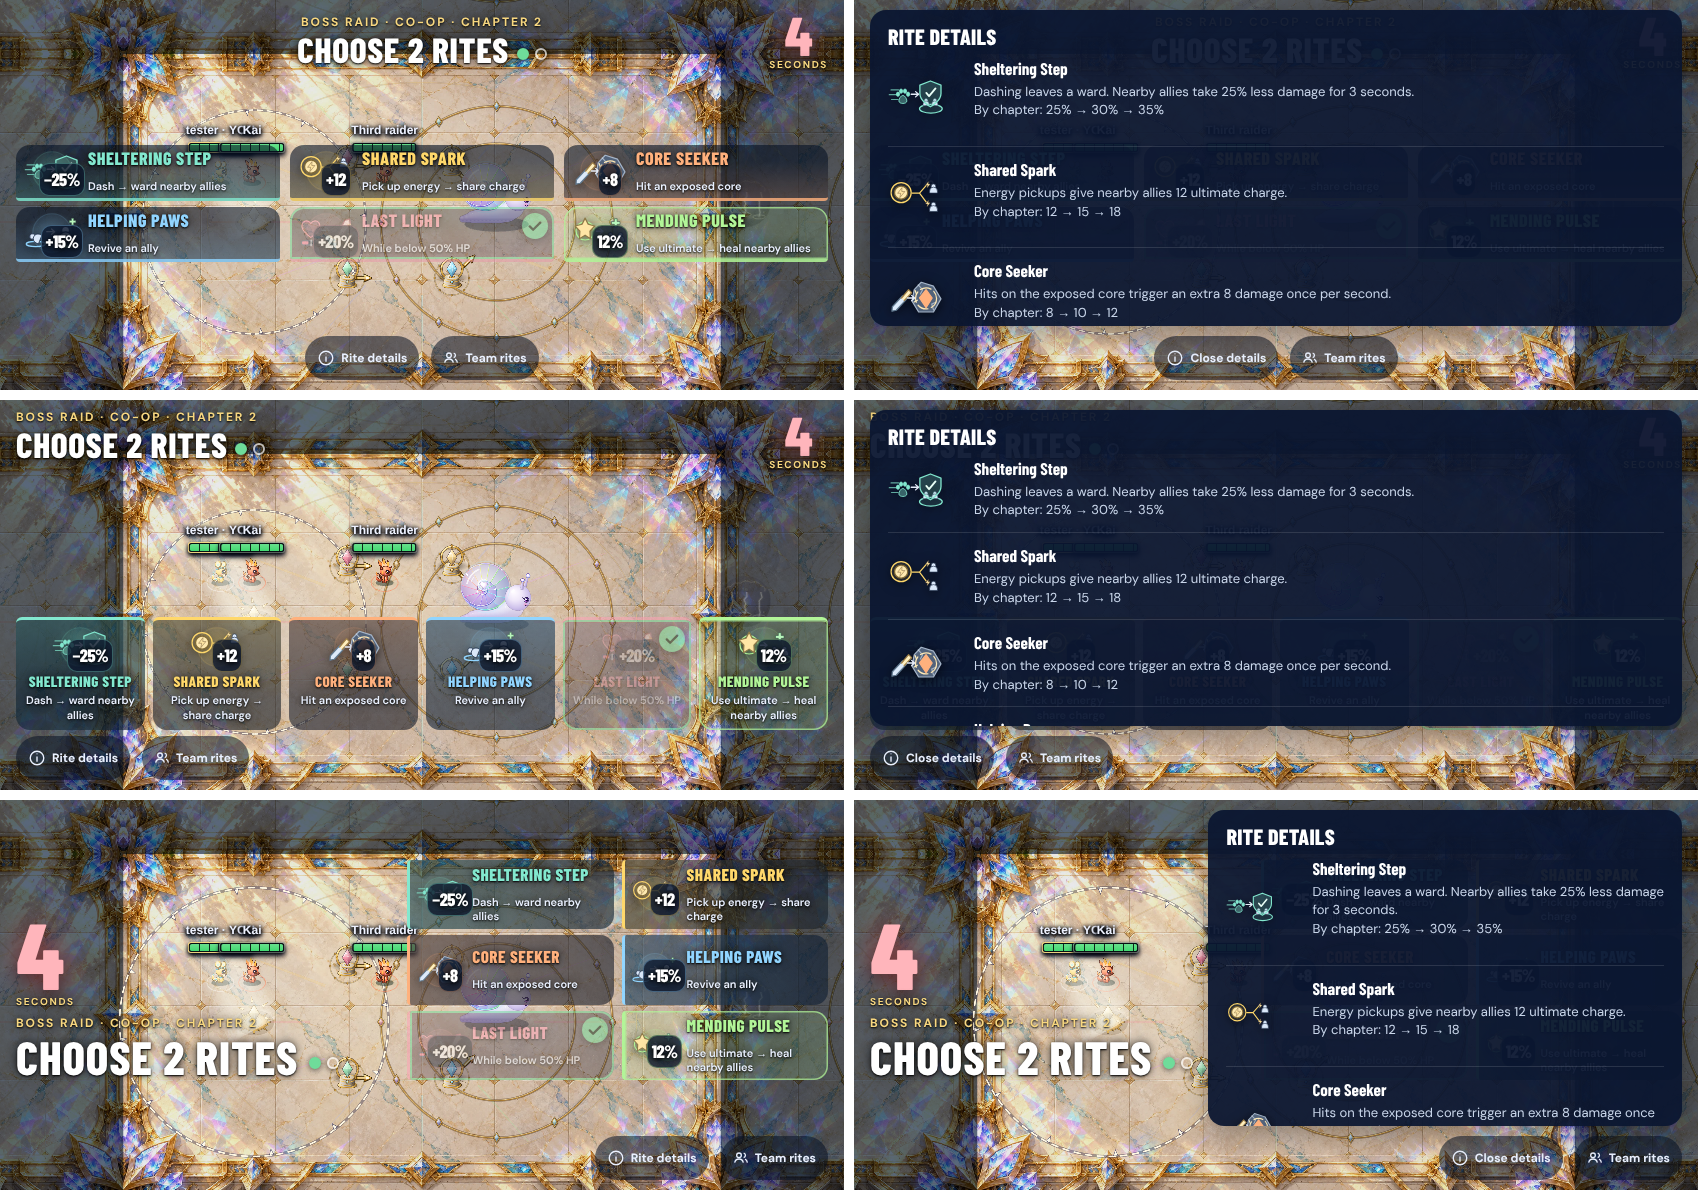 BOSS RAID · CO-OP · CHAPTER 2
CHOOSE 2 RITES
4
SECONDS
tester · YO
Kai
Third raider
SHELTERING STEP
-25%
Dash → ward nearby allies
SHARED SPARK
+12
Pick up energy → share charge
CORE SEEKER
+8
Hit an exposed core
HELPING PAWS
+15%
Revive an ally
LAST LIGHT
+20%
While below 50% HP
MENDING PULSE
12%
Use ultimate → heal nearby allies
Rite details
Team rites
RITE DETAILS
Sheltering Step
Dashing leaves a ward. Nearby allies take 25% less damage for 3 seconds.
By chapter: 25% → 30% → 35%
Shared Spark
Energy pickups give nearby allies 12 ultimate charge.
By chapter: 12 → 15 → 18
Core Seeker
Hits on the exposed core trigger an extra 8 damage once per second.
By chapter: 8 → 10 → 12
Close details
Team rites
BOSS RAID · CO-OP · CHAPTER 2
CHOOSE 2 RITES
4
SECONDS
tester · YO
Kai
Third raider
-25%
SHELTERING STEP
Dash → ward nearby
allies
+12
SHARED SPARK
Pick up energy →
share charge
+8
CORE SEEKER
Hit an exposed core
+15%
HELPING PAWS
Revive an ally
+20%
LAST LIGHT
While below 50% HP
12%
MENDING PULSE
Use ultimate → heal
nearby allies
Rite details
Team rites
RITE DETAILS
Sheltering Step
Dashing leaves a ward. Nearby allies take 25% less damage for 3 seconds.
By chapter: 25% → 30% → 35%
Shared Spark
Energy pickups give nearby allies 12 ultimate charge.
By chapter: 12 → 15 → 18
Core Seeker
Hits on the exposed core trigger an extra 8 damage once per second.
By chapter: 8 → 10 → 12
Close details
Team rites
4
SECONDS
BOSS RAID · CO-OP · CHAPTER 2
CHOOSE 2 RITES
tester · YO
Kai
Third raider
SHELTERING STEP
-25%
Dash → ward nearby
allies
SHARED SPARK
+12
Pick up energy → share
charge
CORE SEEKER
+8
Hit an exposed core
HELPING PAWS
+15%
Revive an ally
LAST LIGHT
+20%
While below 50% HP
MENDING PULSE
12%
Use ultimate → heal
nearby allies
Rite details
Team rites
4
SECONDS
BOSS RAID · CO-OP · CHAPTER 2
CHOOSE 2 RITES
tester · YO
Kai
RITE DETAILS
Sheltering Step
Dashing leaves a ward. Nearby allies take 25% less damage
for 3 seconds.
By chapter: 25% → 30% → 35%
Shared Spark
Energy pickups give nearby allies 12 ultimate charge.
By chapter: 12 → 15 → 18
Core Seeker
Hits on the exposed core trigger an extra 8 damage once
Close details
Team rites